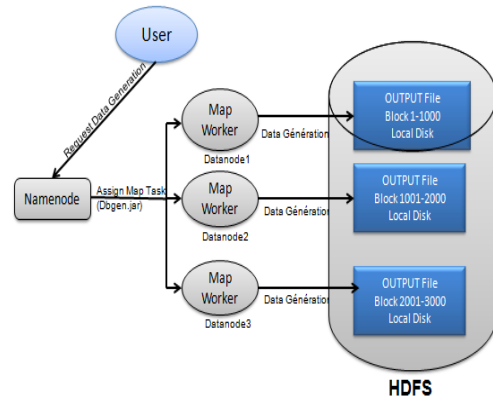 User
Request Data Generation
Namenode
Assign Map Task
(Dbgen.jar)
Map
Worker
Datanode1
Data Génération
OUTPUT File
Block 1-1000
Local Disk
Map
Worker
Datanode2
Data Génération
OUTPUT File
Block 1001-2000
Local Disk
Map
Worker
Datanode3
Data Génération
OUTPUT File
Block 2001-3000
Local Disk
HDFS